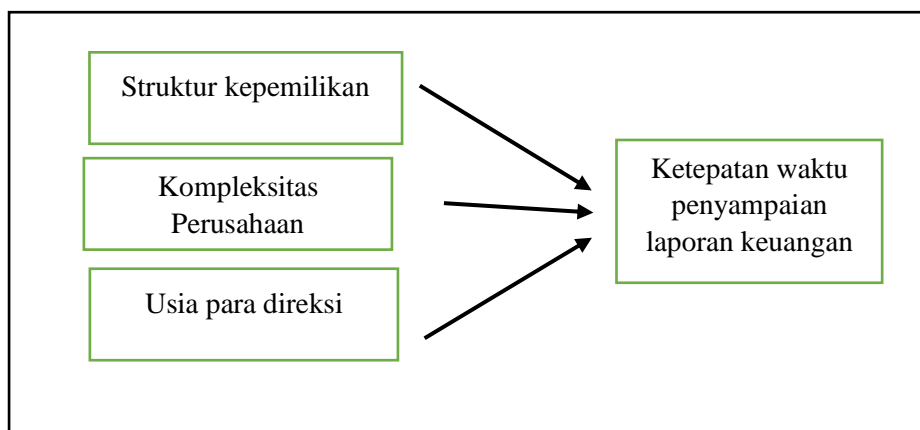 Struktur kepemilikan
Kompleksitas
Perusahaan
Usia para direksi
Ketepatan waktu
penyampaian
laporan keuangan